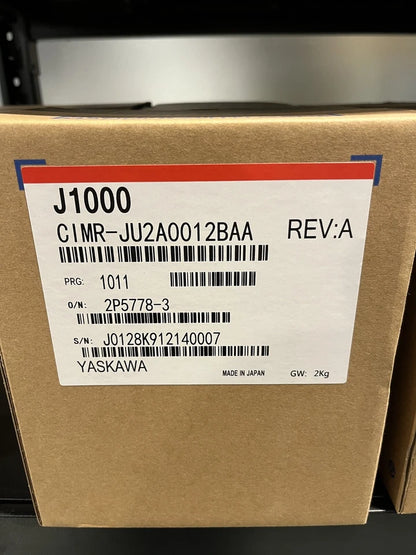 J1000
CIMR-JU2A0012BAA REV:A
PRG: 1011
O/N: 2P5778-3
S/N: J0128K912140007
YASKAWA MADE IN JAPAN GW: 2Kg